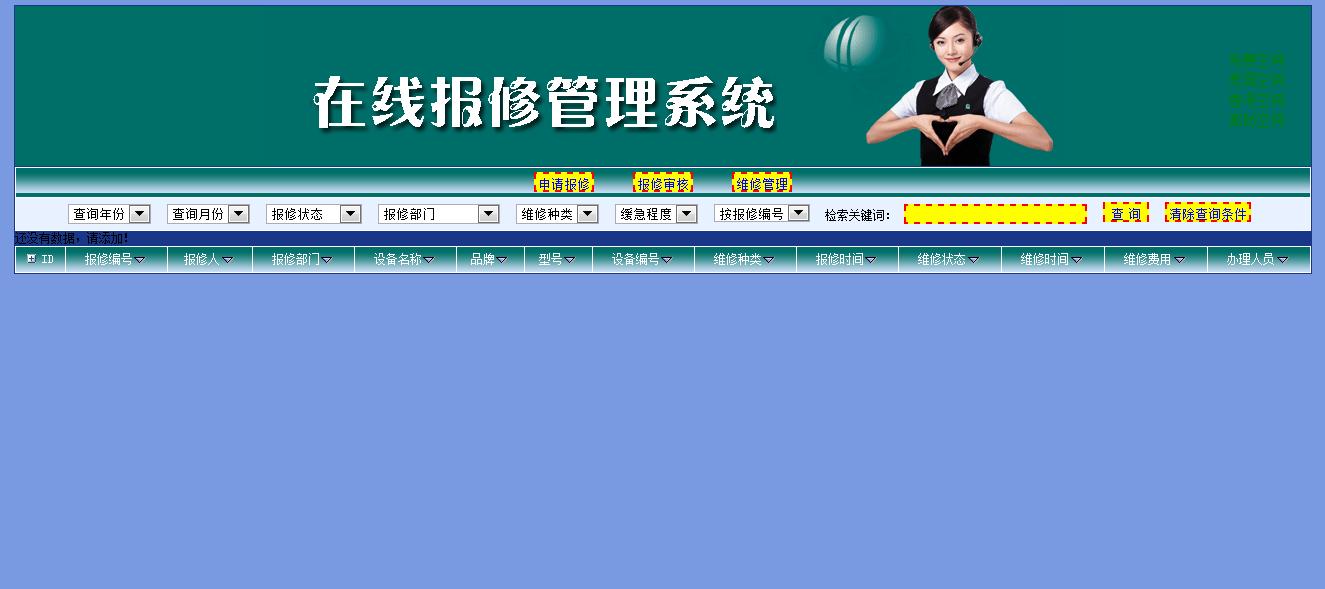 在线报修管理系统
申请报修 报修审核 维修管理
查询年份 查询月份 报修状态 报修部门 维修种类 缓急程度 按报修编号 检索关键词: 查 询 清除查询条件
还没有数据，请添加!
ID 报修编号 报修人 报修部门 设备名称 品牌 型号 设备编号 维修种类 报修时间 维修状态 维修时间 维修费用 办理人员